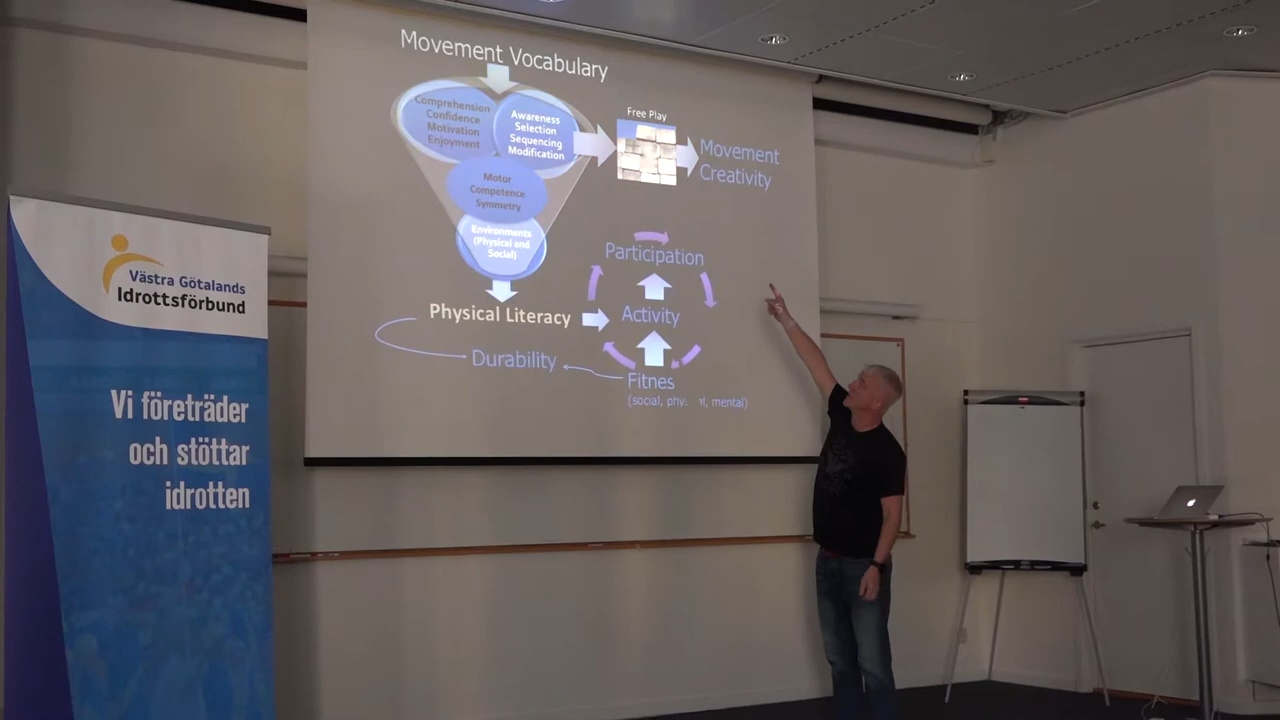 Movement Vocabulary
Comprehension
Confidence
Motivation
Enjoyment
Awareness
Selection
Sequencing
Modification
Motor
Competence
Symmetry
Environments
(Physical and
Social)
Free Play
Movement
Creativity
Participation
Activity
Physical Literacy
Durability
Fitnes
(social, mental)
Västra Götalands
Idrottsförbund
Vi företräder
och stöttar
idrotten